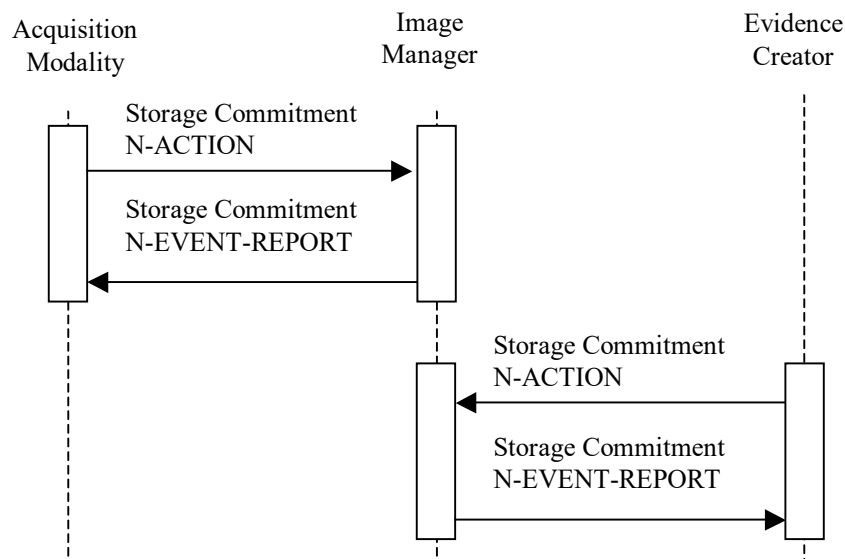 Acquisition
Modality
Image
Manager
Evidence
Creator
Storage Commitment
N-ACTION
Storage Commitment
N-EVENT-REPORT
Storage Commitment
N-ACTION
Storage Commitment
N-EVENT-REPORT